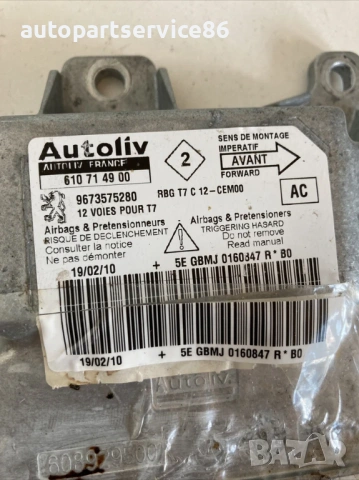 autopartservice86
Autoliv
AUTOLIV FRANCE
610 71 49 00
2
SENS DE MONTAGE
IMPERATIF
AVANT
FORWARD
9673575280
RBG T7 C 12-CEM00
AC
12 VOIES POUR T7
Airbags & Pretensionneurs
RISQUE DE DECLENCHEMENT
Consulter la notice
Ne pas démonter
Airbags & Pretensioners
TRIGGERING HASARD
Do not remove
Read manual
19/02/10 + 5E GBMJ 0160847 R * B0
19/02/10 + 5E GBMJ 0160847 R * B0
Autoliv
bazar